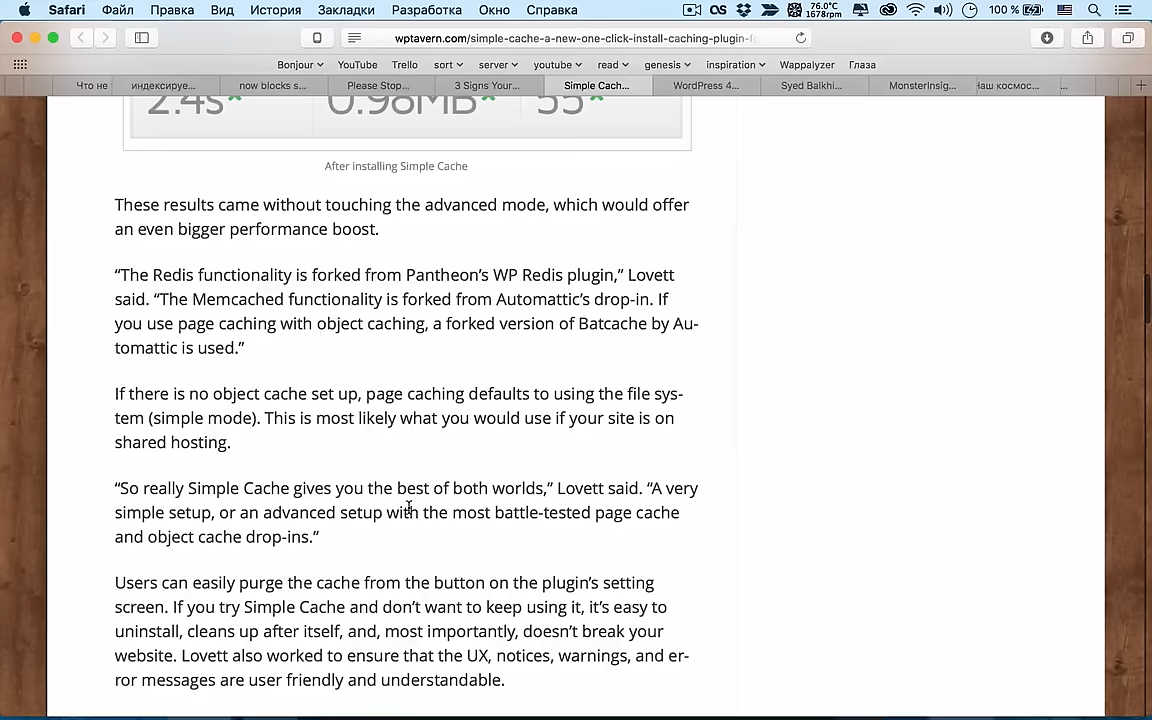 Safari Файл Правка Вид История Закладки Разработка Окно Справка 76.0°C 1678rpm 100 %
wptavern.com/simple-cache-a-new-one-click-install-caching-plugin-f
Bonjour YouTube Trello sort server youtube read genesis inspiration Wappalyzer Глаза
Что не индексируе... now blocks s... Please Stop... 3 Signs Your... Simple Cach... WordPress 4... Syed Balkhi... MonsterInsig... Наш космос... ...
2.4s 0.98MB 55
After installing Simple Cache
These results came without touching the advanced mode, which would offer
an even bigger performance boost.
“The Redis functionality is forked from Pantheon’s WP Redis plugin,” Lovett
said. “The Memcached functionality is forked from Automattic’s drop-in. If
you use page caching with object caching, a forked version of Batcache by Au-
tomattic is used.”
If there is no object cache set up, page caching defaults to using the file sys-
tem (simple mode). This is most likely what you would use if your site is on
shared hosting.
“So really Simple Cache gives you the best of both worlds,” Lovett said. “A very
simple setup, or an advanced setup with the most battle-tested page cache
and object cache drop-ins.”
Users can easily purge the cache from the button on the plugin’s setting
screen. If you try Simple Cache and don’t want to keep using it, it’s easy to
uninstall, cleans up after itself, and, most importantly, doesn’t break your
website. Lovett also worked to ensure that the UX, notices, warnings, and er-
ror messages are user friendly and understandable.